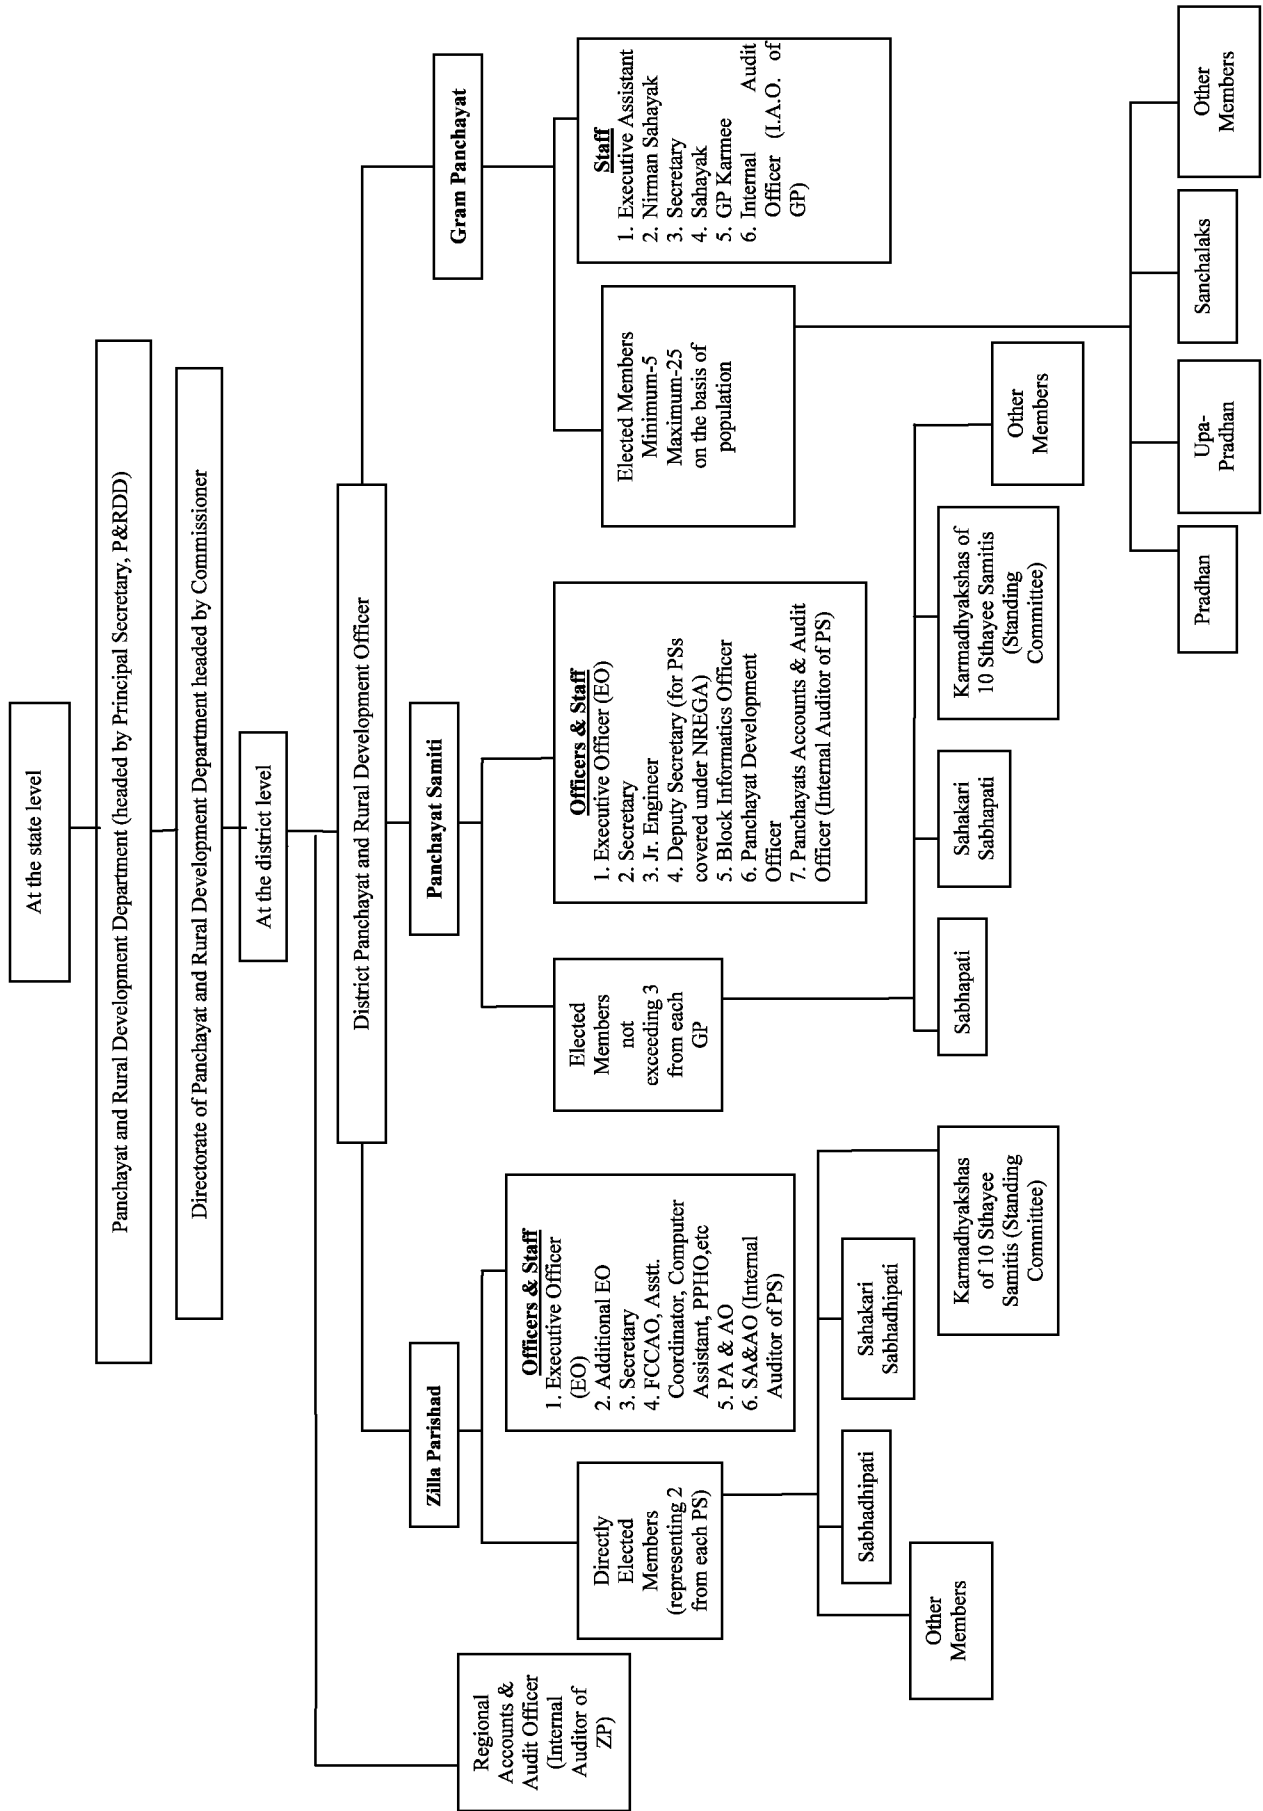 At the state level
Panchayat and Rural Development Department (headed by Principal Secretary, P&RDD)
Directorate of Panchayat and Rural Development Department headed by Commissioner
At the district level
District Panchayat and Rural Development Officer
Regional
Accounts &
Audit Officer
(Internal
Auditor of
ZP)
Zilla Parishad
Directly
Elected
Members
(representing 2
from each PS)
Officers & Staff
1. Executive Officer
(EO)
2. Additional EO
3. Secretary
4. FCCAO, Asstt.
Coordinator, Computer
Assistant, PPHO,etc
5. PA & AO
6. SA&AO (Internal
Auditor of PS)
Other
Members
Sabhadhipati
Sahakari
Sabhadhipati
Karmadhyakshas
of 10 Sthayee
Samitis (Standing
Committee)
Panchayat Samiti
Elected
Members
not
exceeding 3
from each
GP
Officers & Staff
1. Executive Officer (EO)
2. Secretary
3. Jr. Engineer
4. Deputy Secretary (for PSs
covered under NREGA)
5. Block Informatics Officer
6. Panchayat Development
Officer
7. Panchayats Accounts & Audit
Officer (Internal Auditor of PS)
Sabhapati
Sahakari
Sabhapati
Karmadhyakshas of
10 Sthayee Samitis
(Standing
Committee)
Other
Members
Gram Panchayat
Elected Members
Minimum-5
Maximum-25
on the basis of
population
Staff
1. Executive Assistant
2. Nirman Sahayak
3. Secretary
4. Sahayak
5. GP Karmee
6. Internal Audit
Officer (I.A.O. of
GP)
Pradhan
Upa-
Pradhan
Sanchalaks
Other
Members